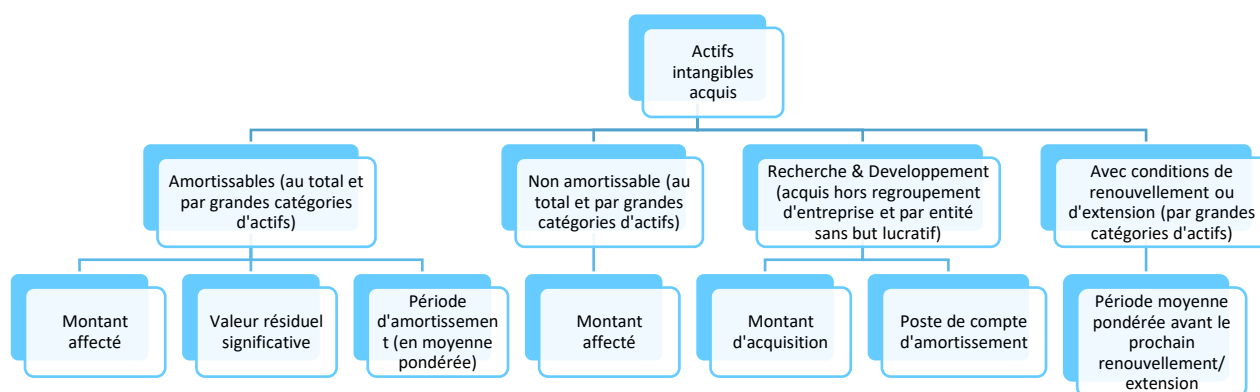 Actifs
intangibles
acquis
Amortissables (au total et
par grandes catégories
d'actifs)
Non amortissable (au
total et par grandes
catégories d'actifs)
Recherche & Developpement
(acquis hors regroupement
d'entreprise et par entité
sans but lucratif)
Avec conditions de
renouvellement ou
d'extension (par grandes
catégories d'actifs)
Montant
affecté
Valeur résiduel
significative
Période
d'amortissemen
t (en moyenne
pondérée)
Montant
affecté
Montant
d'acquisition
Poste de compte
d'amortissement
Période moyenne
pondérée avant le
prochain
renouvellement/
extension